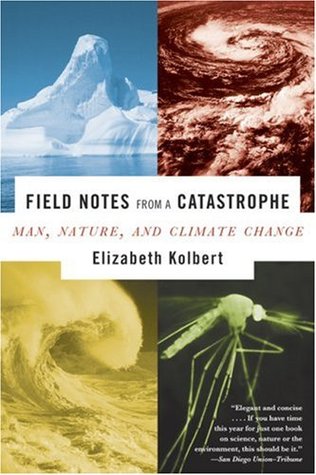 FIELD NOTES FROM A CATASTROPHE
MAN, NATURE, AND CLIMATE CHANGE
Elizabeth Kolbert
"Elegant and concise
. . . . If you have time
this year for just one book
on science, nature or the
environment, this should be it."
—San Diego Union–Tribune